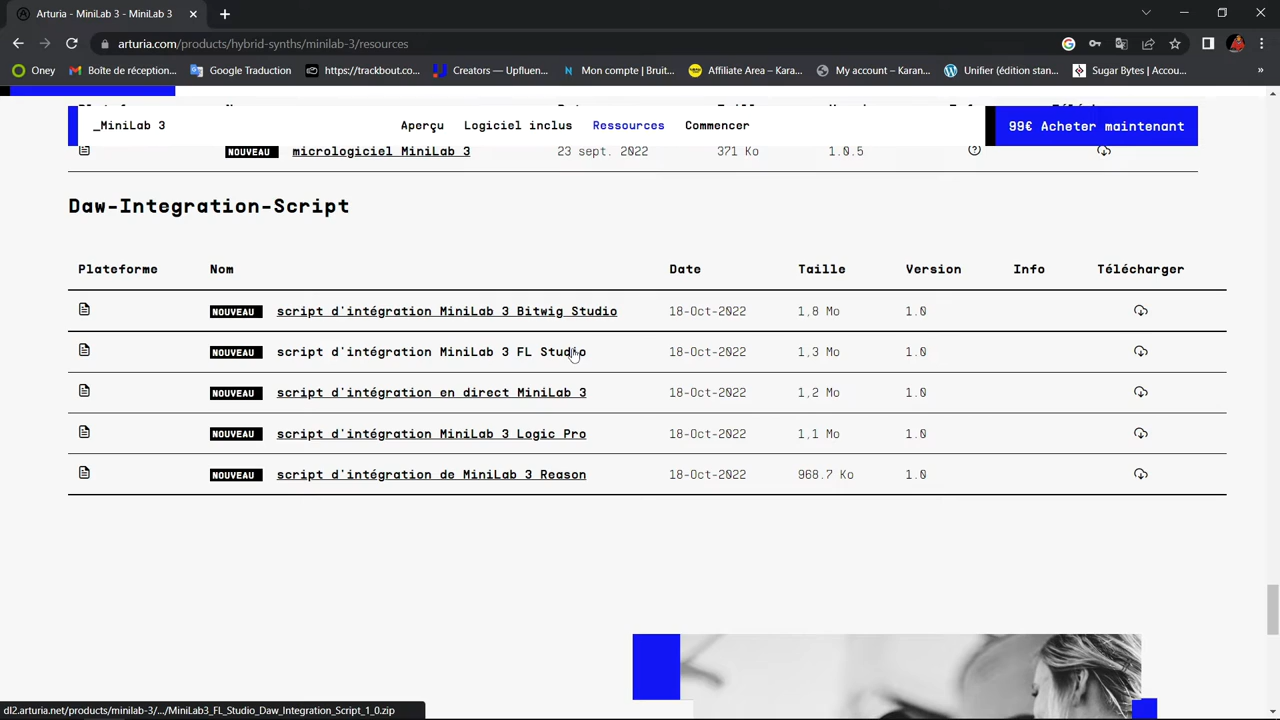 Arturia - MiniLab 3 - MiniLab 3
arturia.com/products/hybrid-synths/minilab-3/resources
Oney
Boîte de réception...
Google Traduction
https://trackbout.co...
Creators — Upfluen...
Mon compte | Bruit...
Affiliate Area – Kara...
My account – Karan...
Unifier (édition stan...
Sugar Bytes | Accou...
»
_MiniLab 3
Aperçu
Logiciel inclus
Ressources
Commencer
99€ Acheter maintenant
NOUVEAU micrologiciel MiniLab 3 23 sept. 2022 371 Ko 1.0.5
Daw-Integration-Script
Plateforme Nom Date Taille Version Info Télécharger
NOUVEAU script d'intégration MiniLab 3 Bitwig Studio 18-Oct-2022 1,8 Mo 1.0
NOUVEAU script d'intégration MiniLab 3 FL Studio 18-Oct-2022 1,3 Mo 1.0
NOUVEAU script d'intégration en direct MiniLab 3 18-Oct-2022 1,2 Mo 1.0
NOUVEAU script d'intégration MiniLab 3 Logic Pro 18-Oct-2022 1,1 Mo 1.0
NOUVEAU script d'intégration de MiniLab 3 Reason 18-Oct-2022 968.7 Ko 1.0
dl2.arturia.net/products/minilab-3/.../MiniLab3_FL_Studio_Daw_Integration_Script_1_0.zip